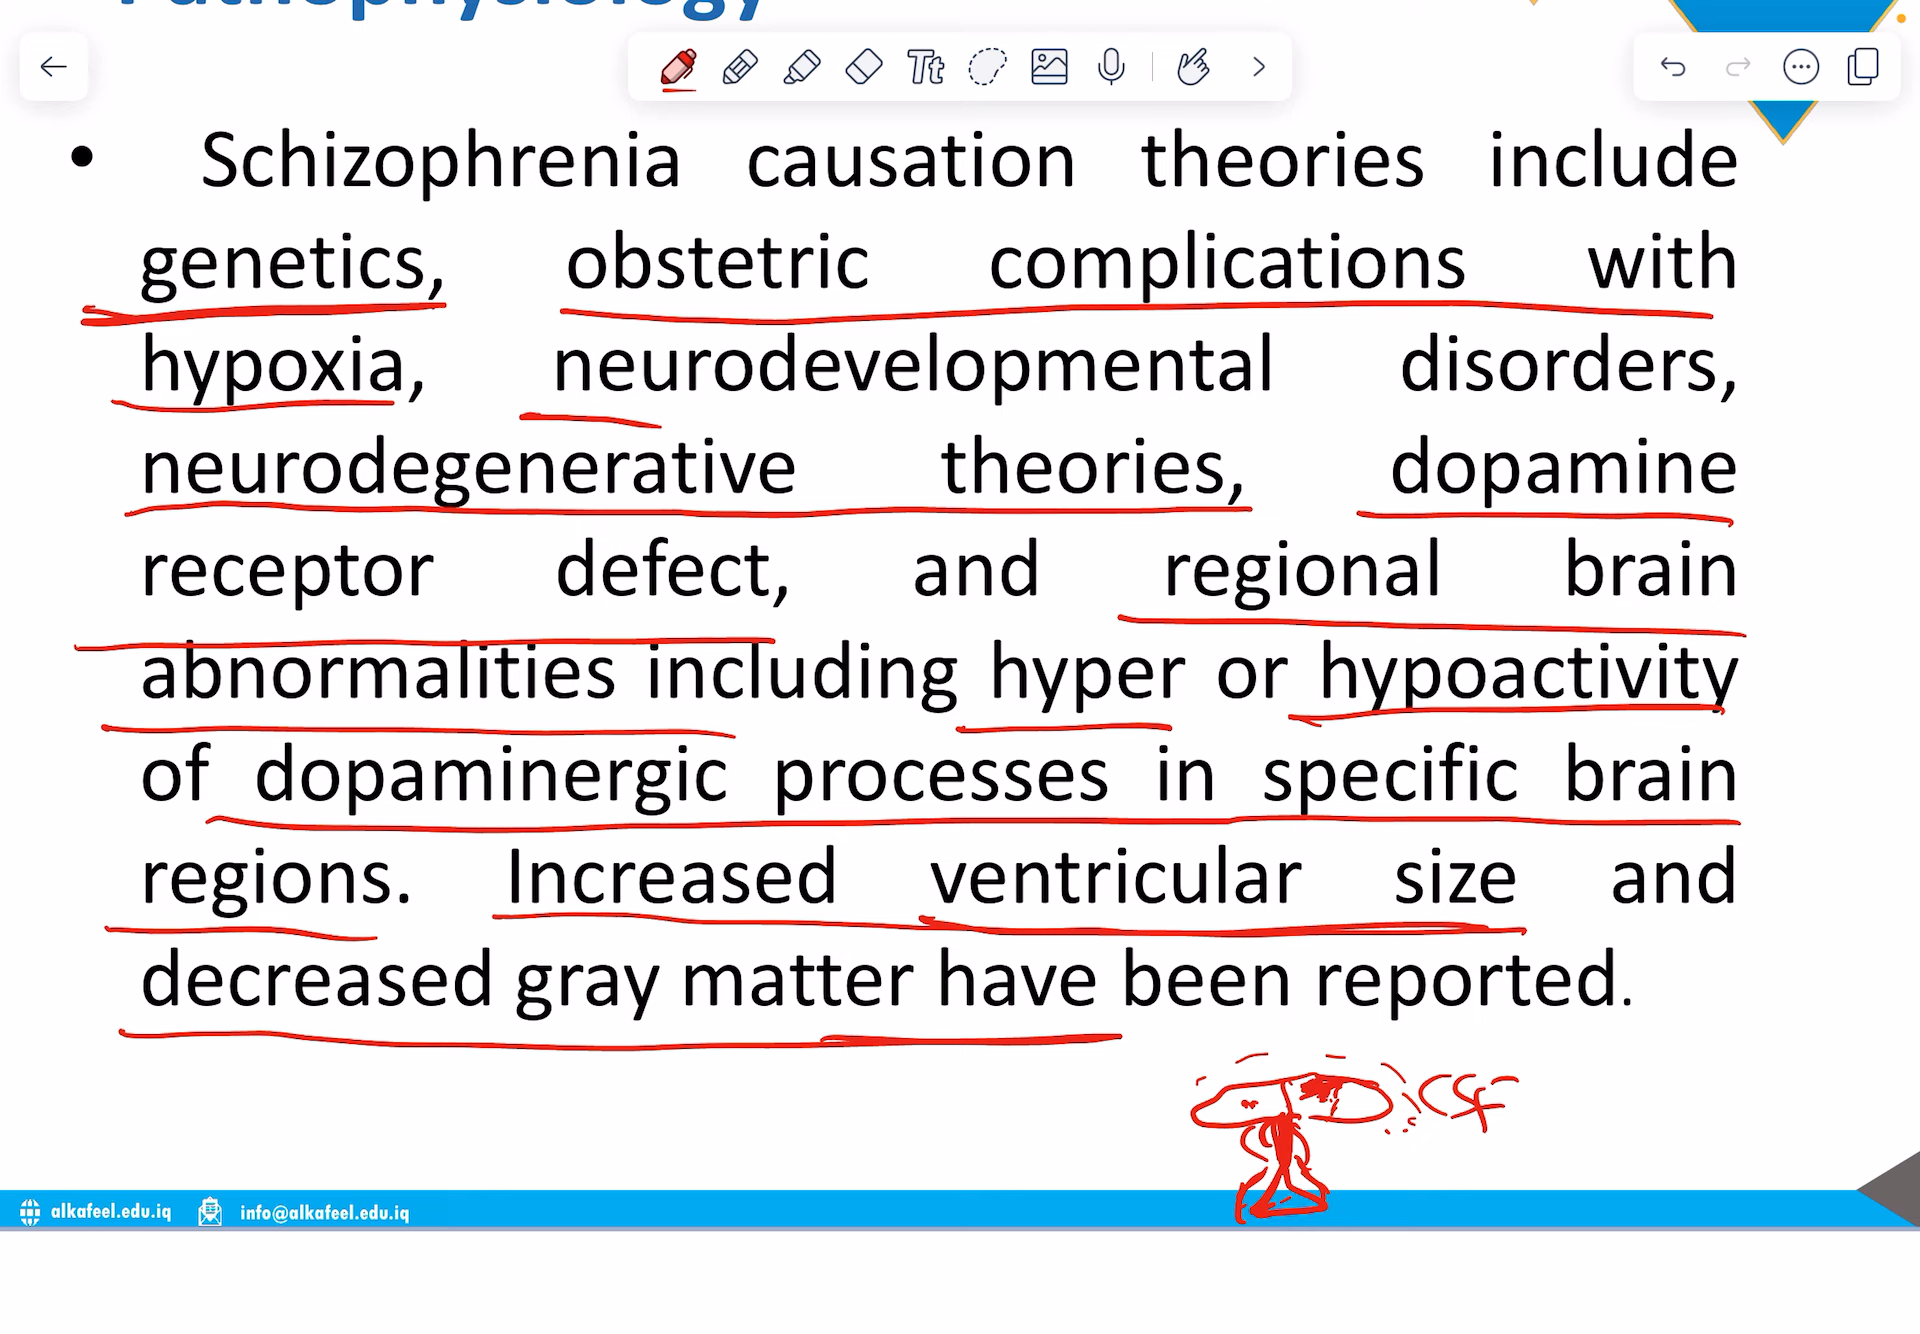 Pathophysiology
• Schizophrenia causation theories include
genetics, obstetric complications with
hypoxia, neurodevelopmental disorders,
neurodegenerative theories, dopamine
receptor defect, and regional brain
abnormalities including hyper or hypoactivity
of dopaminergic processes in specific brain
regions. Increased ventricular size and
decreased gray matter have been reported.
CSF
alkafeel.edu.iq info@alkafeel.edu.iq